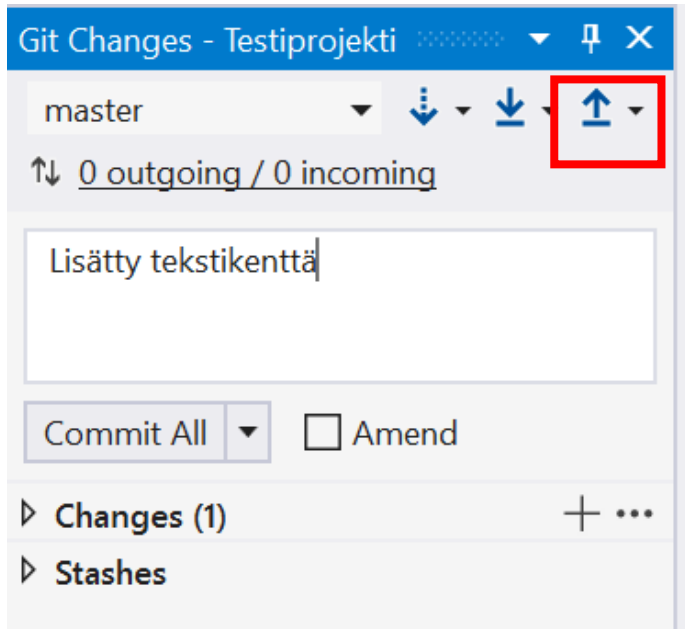 Git Changes - Testiprojekti
master
0 outgoing / 0 incoming
Lisätty tekstikenttä
Commit All Amend
Changes (1)
Stashes